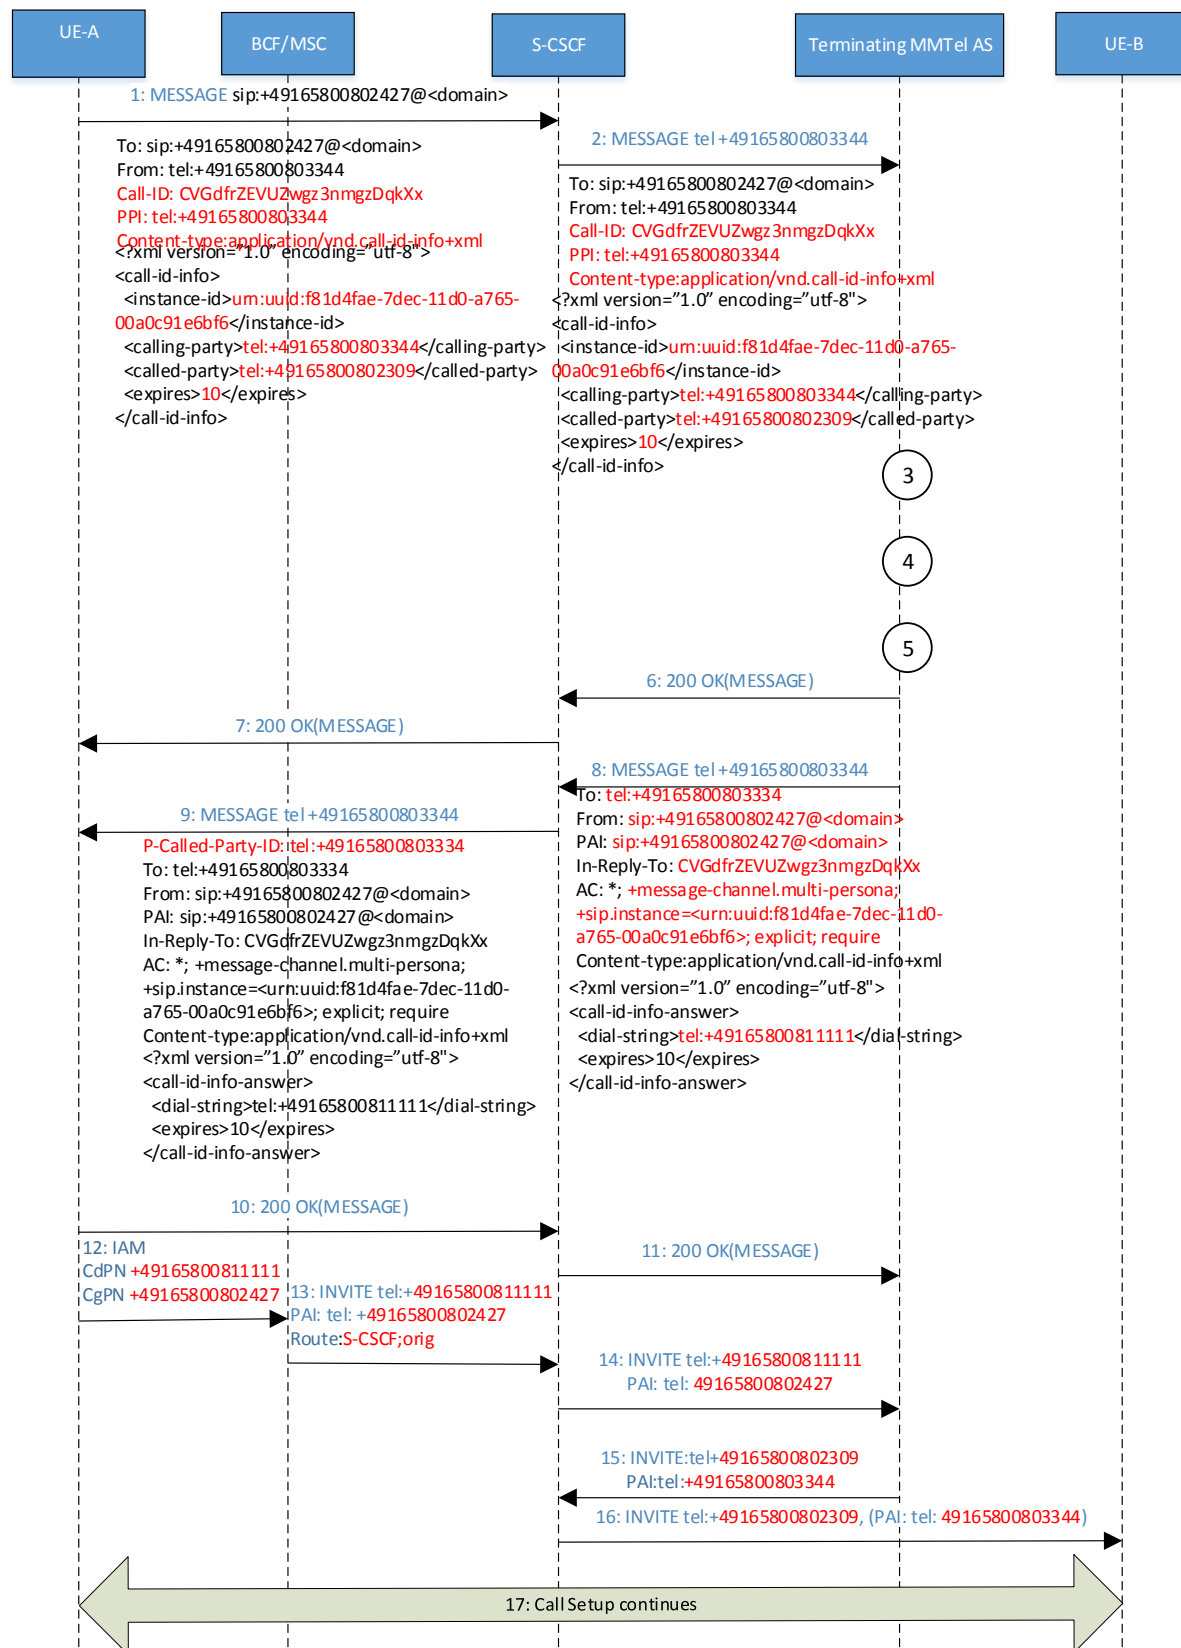 UE-A
BCF/MSC
S-CSCF
Terminating MMTel AS
UE-B
1: MESSAGE sip:+49165800802427@<domain>
To: sip:+49165800802427@<domain>
From: tel:+49165800803344
Call-ID: CVGdfrZEVUZwgz3nmgzDqkXx
PPI: tel:+49165800803344
Content-type:application/vnd.call-id-info+xml
<?xml version=”1.0” encoding=”utf-8">
<call-id-info>
<instance-id>urn:uuid:f81d4fae-7dec-11d0-a765-
00a0c91e6bf6</instance-id>
<calling-party>tel:+49165800803344</calling-party>
<called-party>tel:+49165800802309</called-party>
<expires>10</expires>
</call-id-info>
2: MESSAGE tel +49165800803344
To: sip:+49165800802427@<domain>
From: tel:+49165800803344
Call-ID: CVGdfrZEVUZwgz3nmgzDqkXx
PPI: tel:+49165800803344
Content-type:application/vnd.call-id-info+xml
<?xml version=”1.0” encoding=”utf-8">
<call-id-info>
<instance-id>urn:uuid:f81d4fae-7dec-11d0-a765-
00a0c91e6bf6</instance-id>
<calling-party>tel:+49165800803344</calling-party>
<called-party>tel:+49165800802309</called-party>
<expires>10</expires>
</call-id-info>
3
4
5
6: 200 OK(MESSAGE)
7: 200 OK(MESSAGE)
8: MESSAGE tel +49165800803344
To: tel:+49165800803334
From: sip:+49165800802427@<domain>
PAI: sip:+49165800802427@<domain>
In-Reply-To: CVGdfrZEVUZwgz3nmgzDqkXx
AC: *; +message-channel.multi-persona;
+sip.instance=<urn:uuid:f81d4fae-7dec-11d0-
a765-00a0c91e6bf6>; explicit; require
Content-type:application/vnd.call-id-info+xml
<?xml version=”1.0” encoding=”utf-8">
<call-id-info-answer>
<dial-string>tel:+49165800811111</dial-string>
<expires>10</expires>
</call-id-info-answer>
9: MESSAGE tel +49165800803344
P-Called-Party-ID: tel:+49165800803334
To: tel:+49165800803334
From: sip:+49165800802427@<domain>
PAI: sip:+49165800802427@<domain>
In-Reply-To: CVGdfrZEVUZwgz3nmgzDqkXx
AC: *; +message-channel.multi-persona;
+sip.instance=<urn:uuid:f81d4fae-7dec-11d0-
a765-00a0c91e6bf6>; explicit; require
Content-type:application/vnd.call-id-info+xml
<?xml version=”1.0” encoding=”utf-8">
<call-id-info-answer>
<dial-string>tel:+49165800811111</dial-string>
<expires>10</expires>
</call-id-info-answer>
10: 200 OK(MESSAGE)
11: 200 OK(MESSAGE)
12: IAM
CdPN +49165800811111
CgPN +49165800802427
13: INVITE tel:+49165800811111
PAI: tel: +49165800802427
Route:S-CSCF;orig
14: INVITE tel:+49165800811111
PAI: tel: 49165800802427
15: INVITE:tel+49165800802309
PAI:tel:+49165800803344
16: INVITE tel:+49165800802309, (PAI: tel: 49165800803344)
17: Call Setup continues